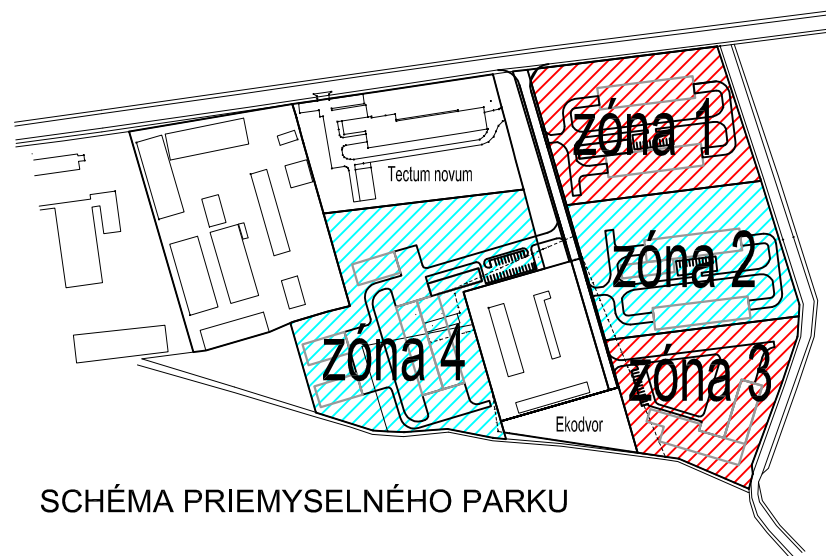 zóna 1
Tectum novum
zóna 2
zóna 4
zóna 3
Ekodvor
SCHÉMA PRIEMYSELNÉHO PARKU